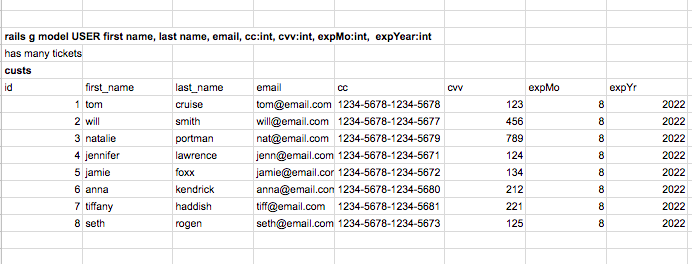 rails g model USER first name, last name, email, cc:int, cvv:int, expMo:int, expYear:int
has many tickets
custs
id first_name last_name email cc cvv expMo expYr
1 tom cruise tom@email.com 1234-5678-1234-5678 123 8 2022
2 will smith will@email.com 1234-5678-1234-5677 456 8 2022
3 natalie portman nat@email.com 1234-5678-1234-5679 789 8 2022
4 jennifer lawrence jenn@email.com 1234-5678-1234-5671 124 8 2022
5 jamie foxx jamie@email.cor 1234-5678-1234-5672 134 8 2022
6 anna kendrick anna@email.con 1234-5678-1234-5680 212 8 2022
7 tiffany haddish tiff@email.com 1234-5678-1234-5681 221 8 2022
8 seth rogen seth@email.com 1234-5678-1234-5673 125 8 2022